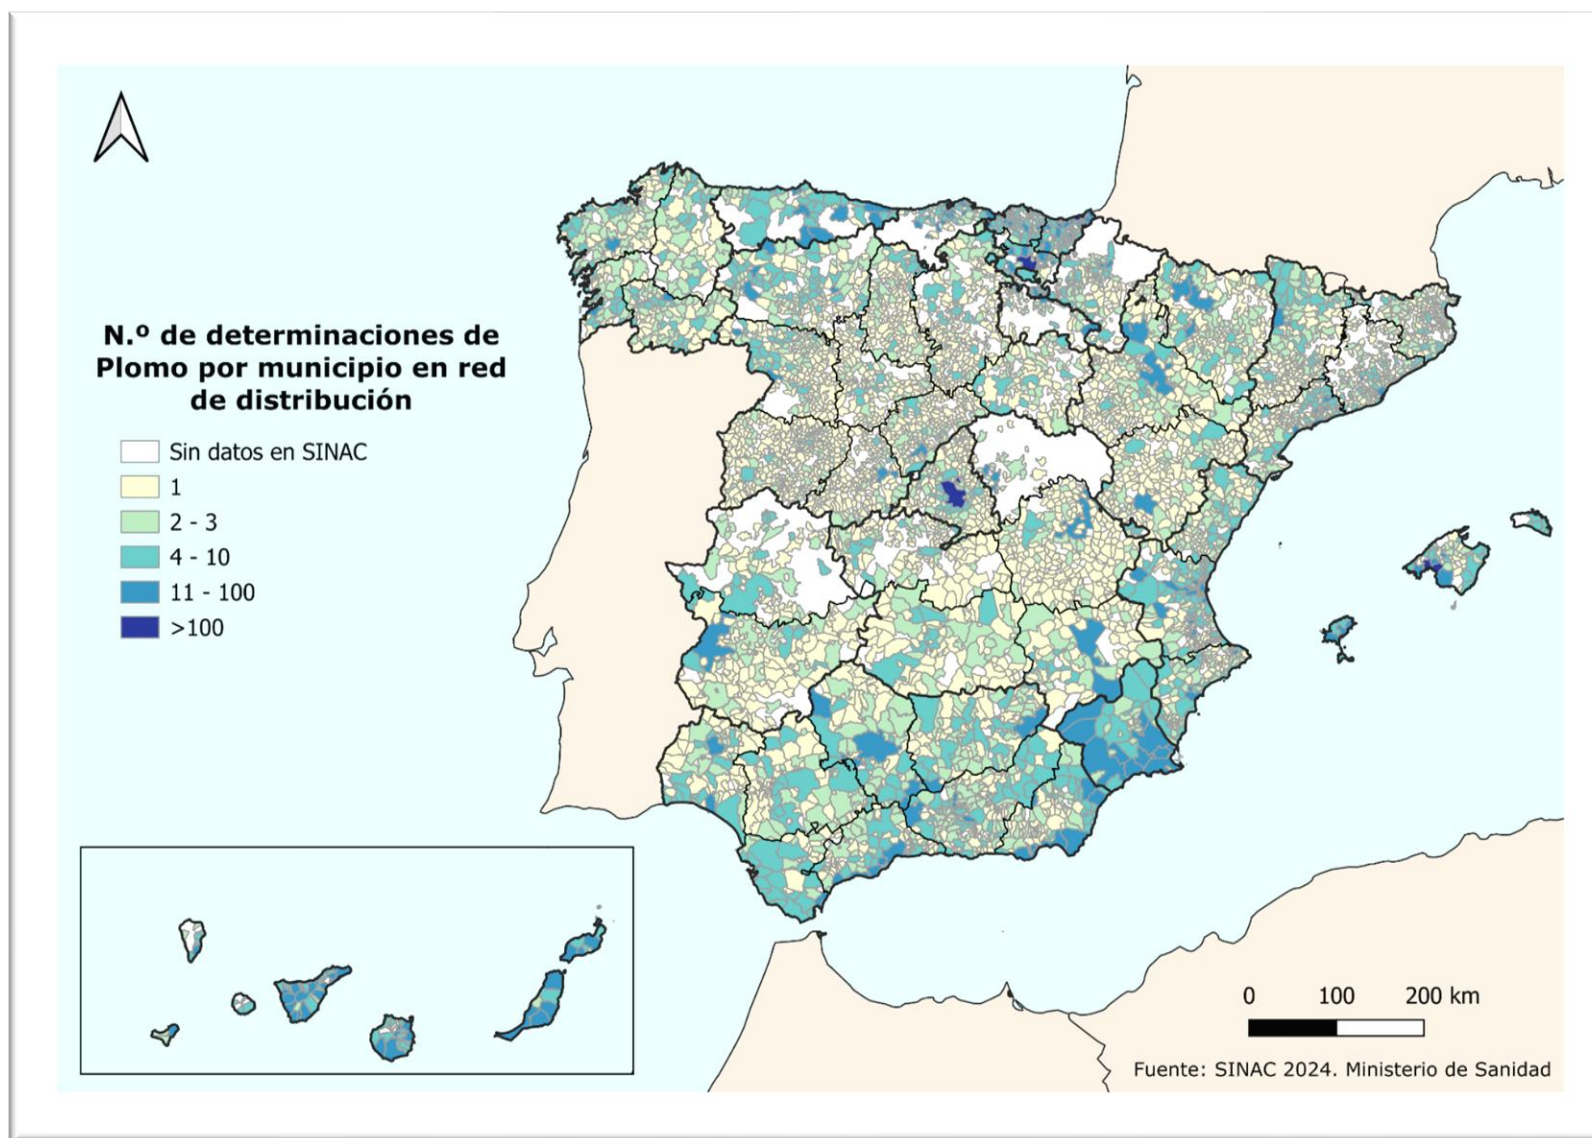 N.º de determinaciones de
Plomo por municipio en red
de distribución
Sin datos en SINAC
1
2 - 3
4 - 10
11 - 100
>100
0 100 200 km
Fuente: SINAC 2024. Ministerio de Sanidad